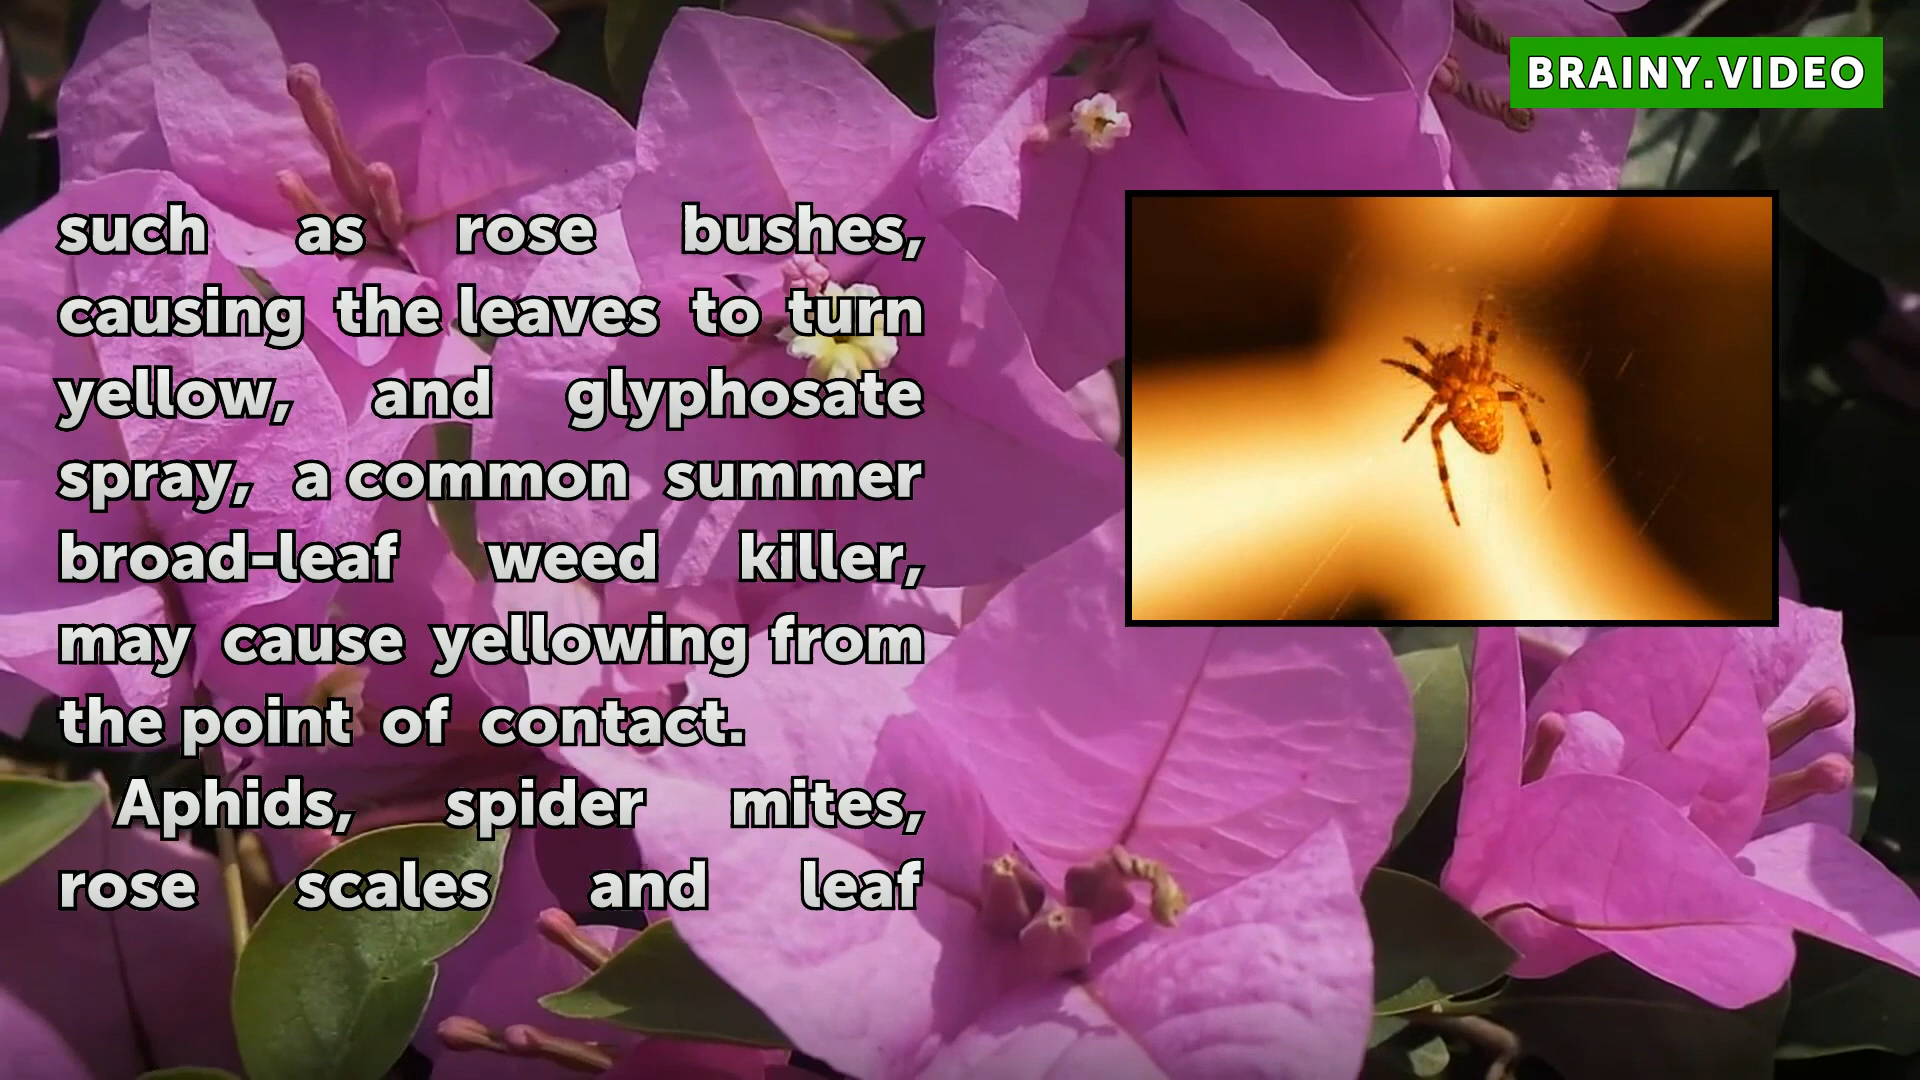 BRAINY.VIDEO
such as rose bushes,
causing the leaves to turn
yellow, and glyphosate
spray, a common summer
broad-leaf weed killer,
may cause yellowing from
the point of contact.
Aphids, spider mites,
rose scales and leaf